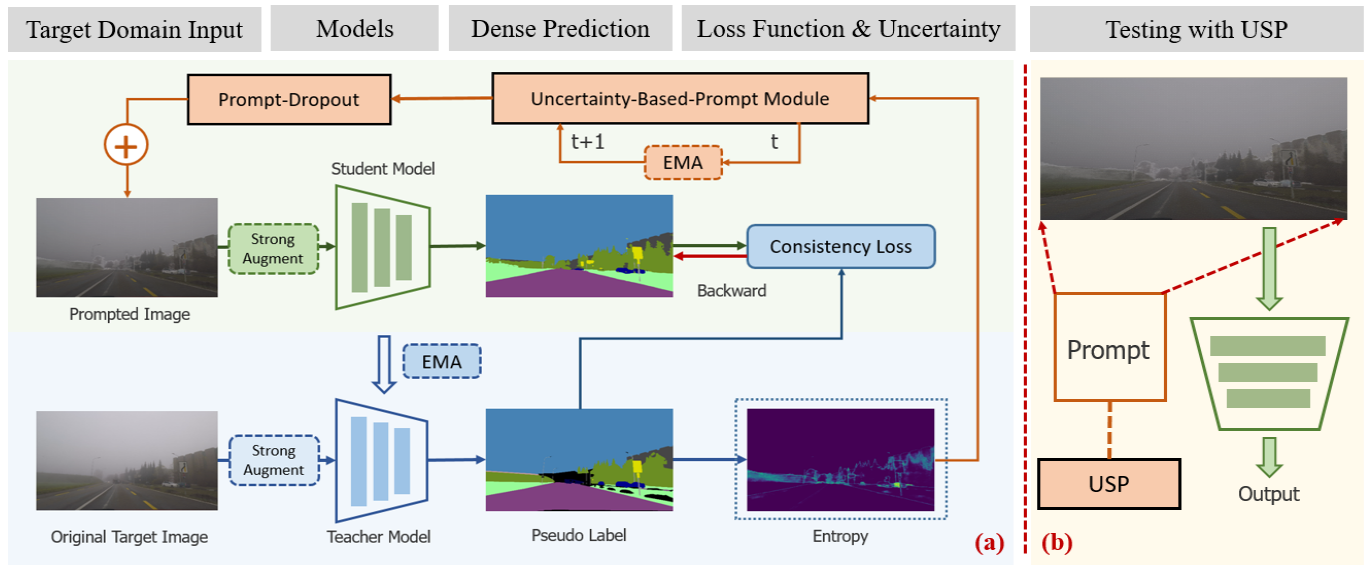 Target Domain Input
Models
Dense Prediction
Loss Function & Uncertainty
Testing with USP
Prompt-Dropout
Uncertainty-Based-Prompt Module
t+1
t
EMA
Student Model
Strong
Augment
Consistency Loss
Backward
Prompted Image
EMA
Strong
Augment
Original Target Image
Teacher Model
Pseudo Label
Entropy
(a)
Prompt
USP
Output
(b)